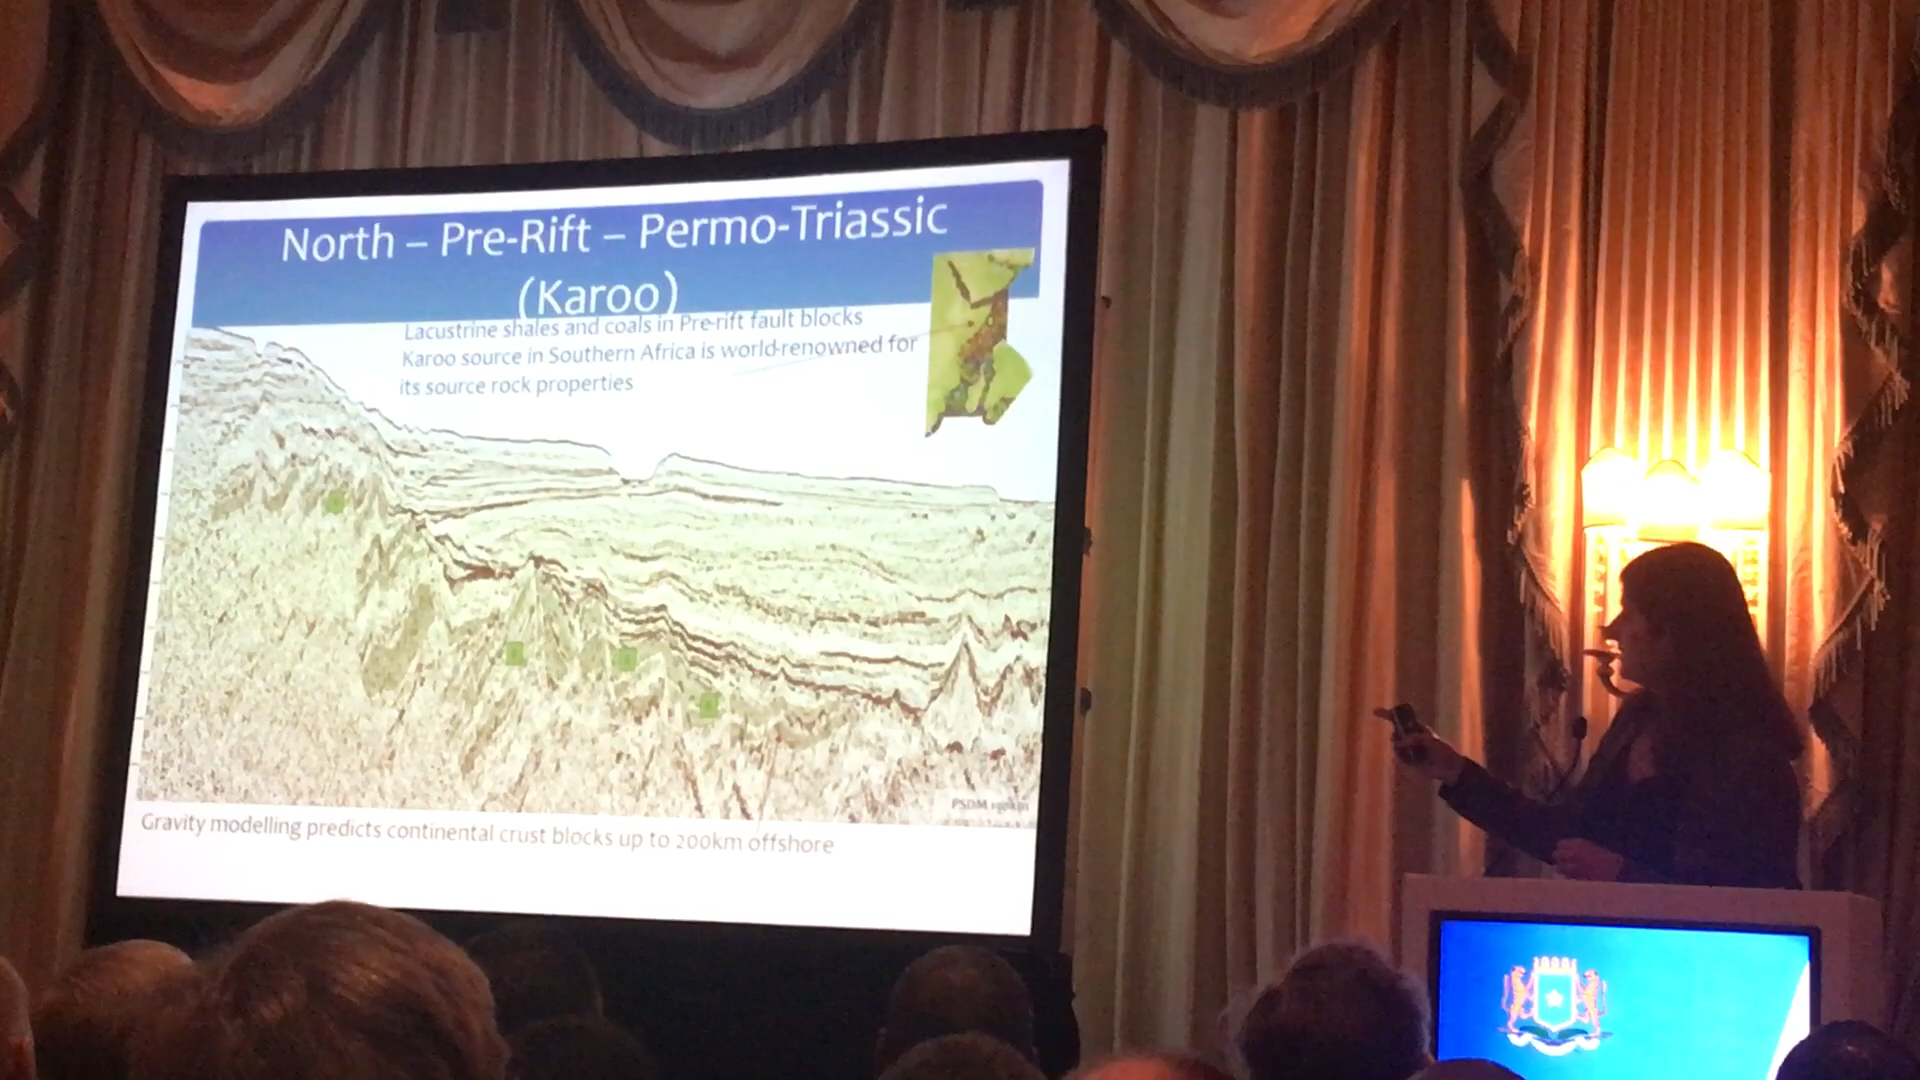 North – Pre-Rift – Permo-Triassic
(Karoo)
Lacustrine shales and coals in Pre-rift fault blocks
Karoo source in Southern Africa is world-renowned for
its source rock properties
PSDM
Gravity modelling predicts continental crust blocks up to 200km offshore